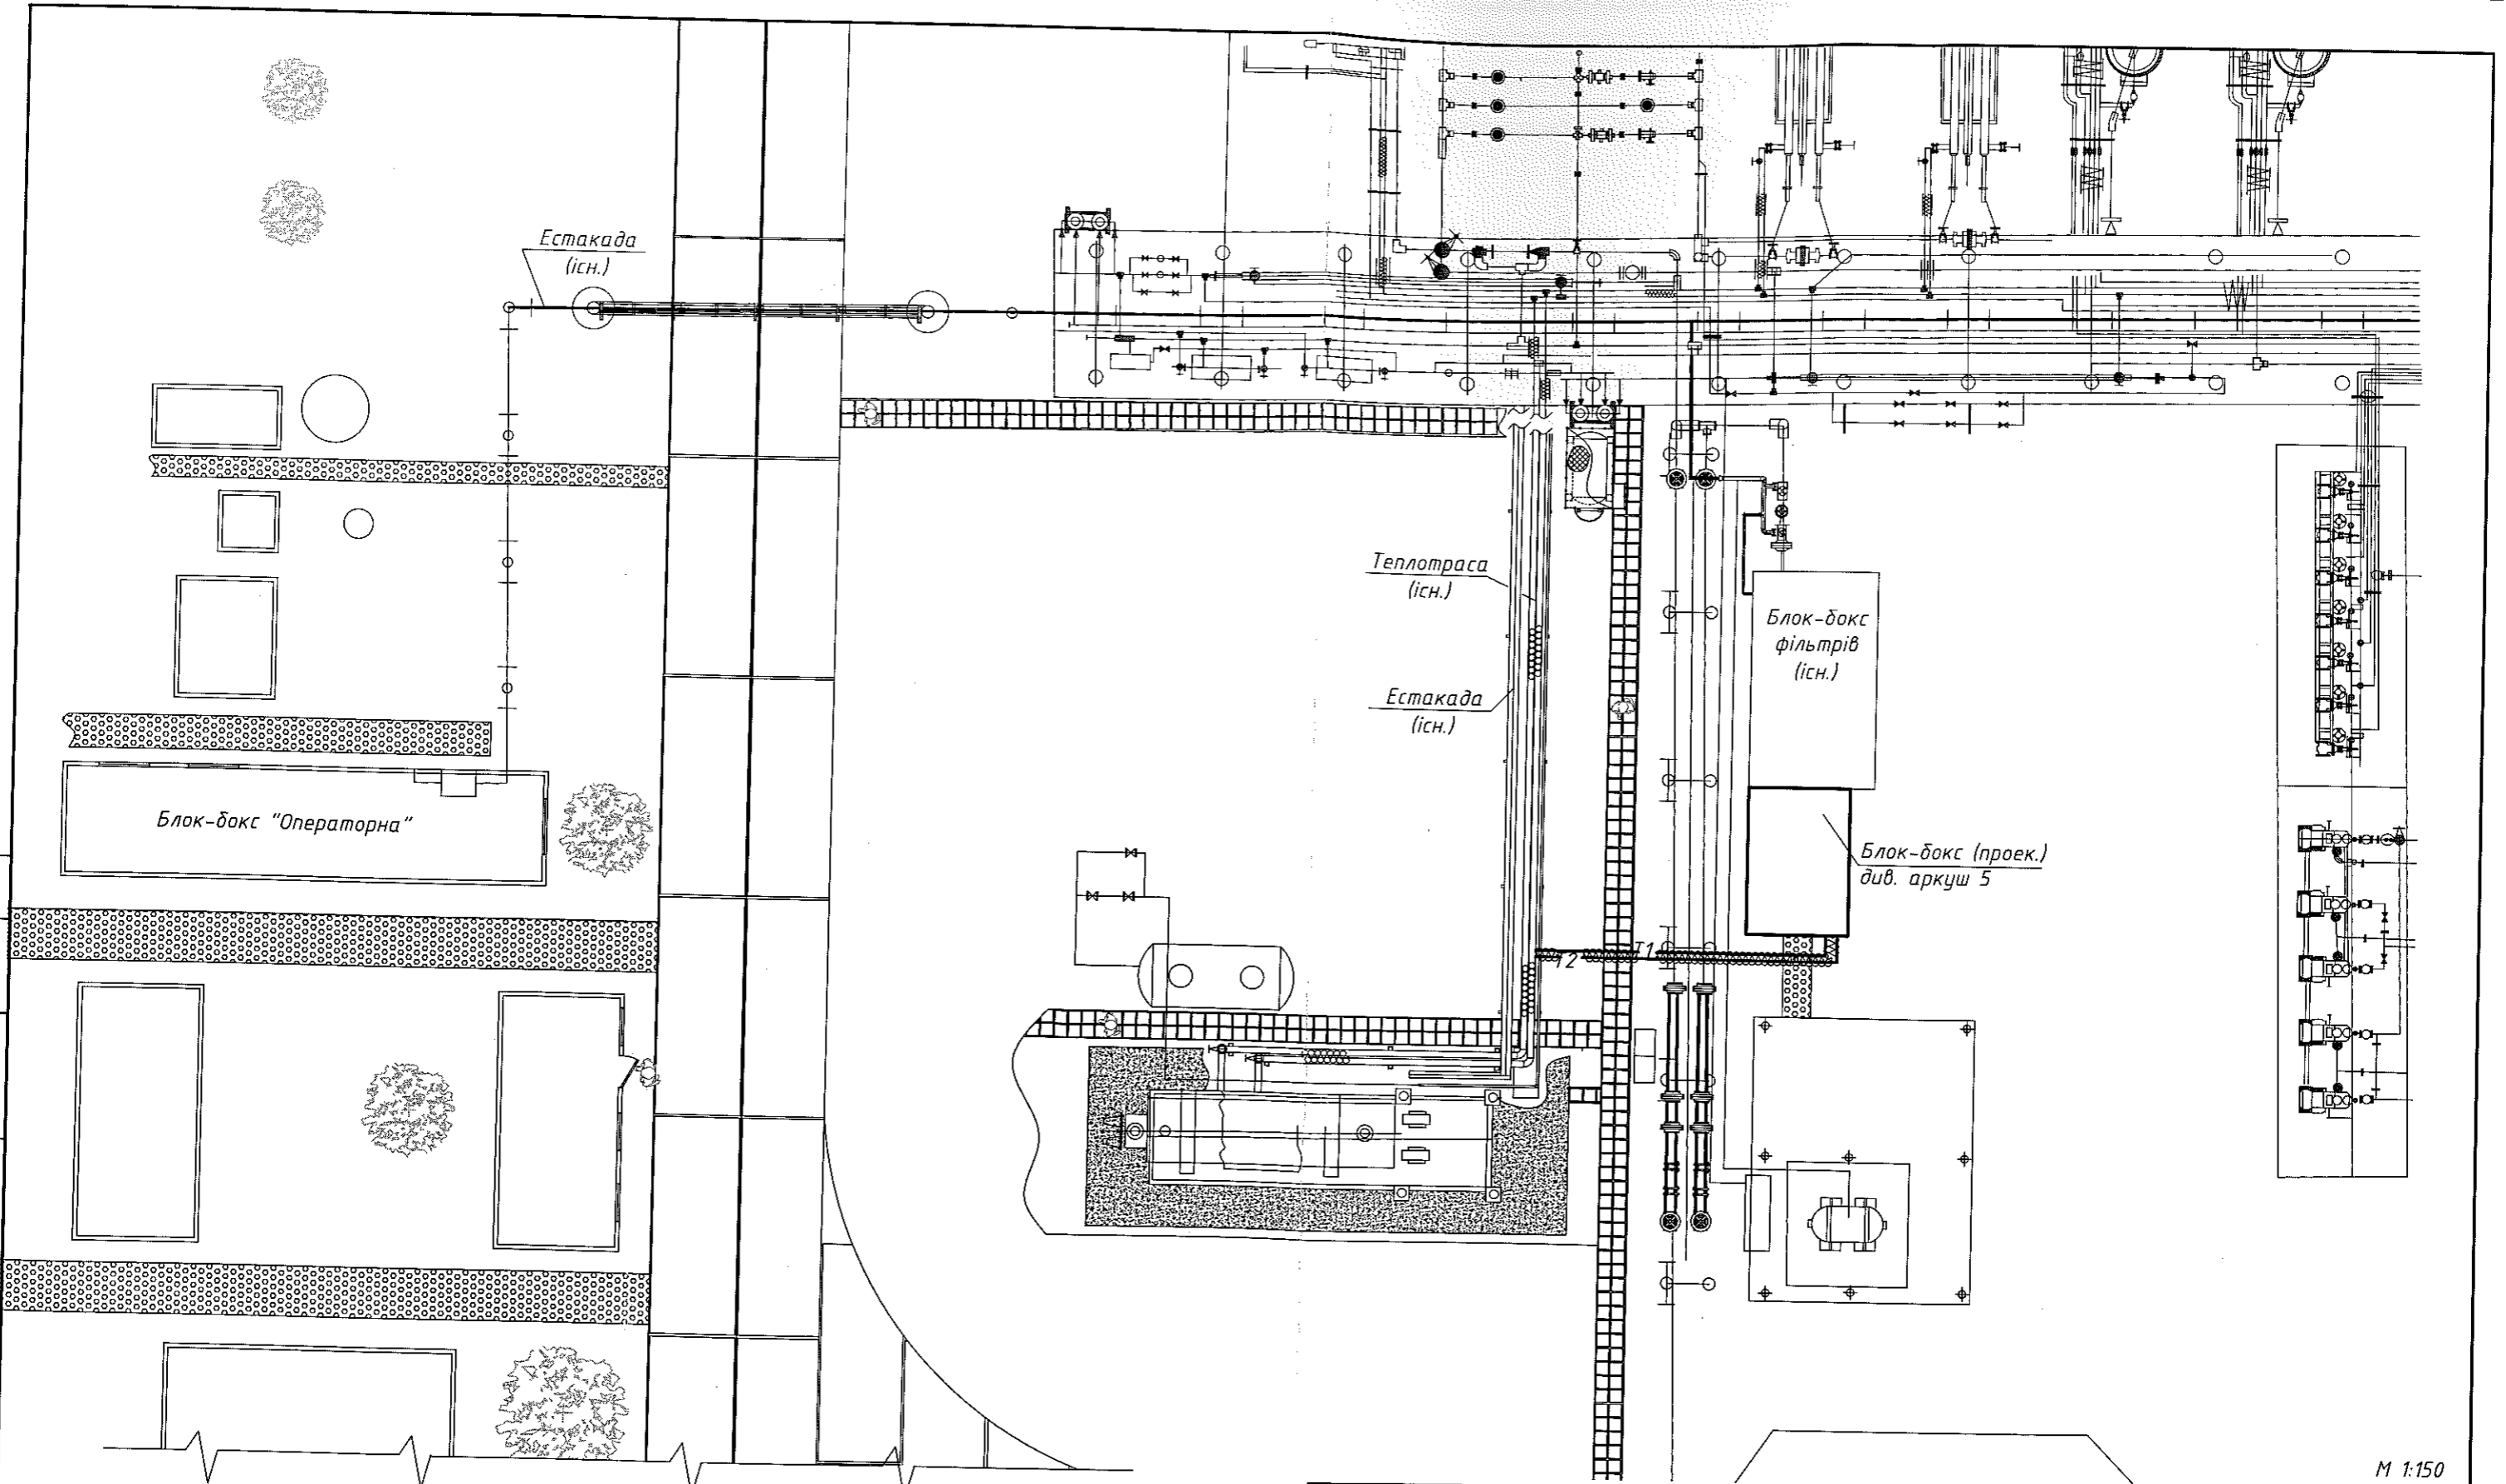 Естакада
(існ.)
Теплотраса
(існ.)
Блок-бокс
фільтрів
(існ.)
Естакада
(існ.)
Блок-бокс "Операторна"
Блок-бокс (проек.)
див. аркуш 5
Т1
Т2
М 1:150